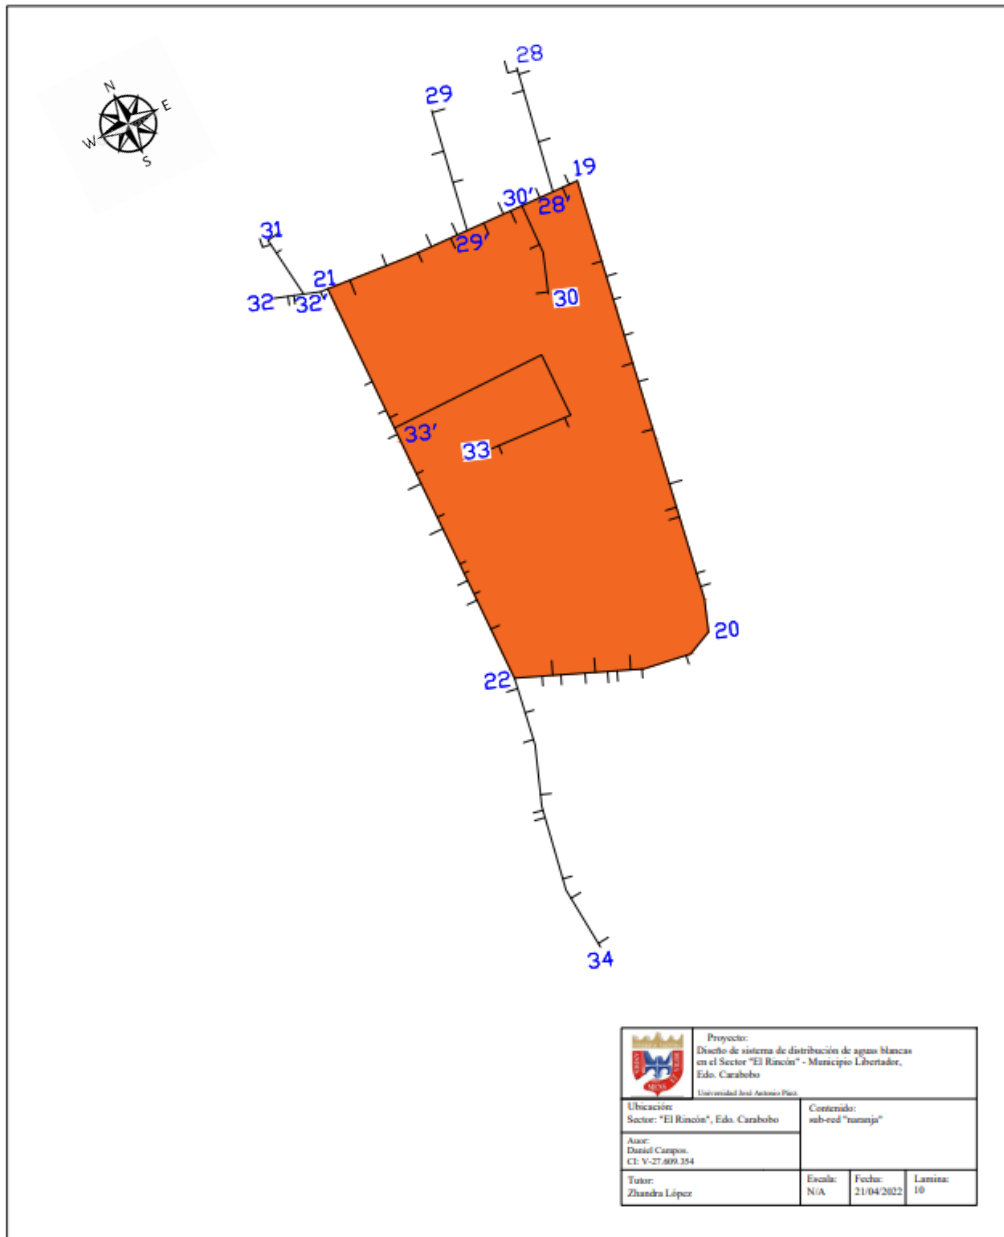 N
E
W
S
28
29
19
30'
28'
31
29'
21
32
32'
30
33'
33
20
22
34
Proyecto:
Diseño de sistema de distribución de aguas blancas
en el Sector "El Rincón" - Municipio Libertador,
Edo. Carabobo
Universidad José Antonio Páez.
Ubicación:
Sector: "El Rincón", Edo. Carabobo
Contenido:
sub-red "naranja"
Daniel Campos.
CI: V-27.609.354
Tutor:
Zhandra López
Escala:
N/A
Fecha:
21/04/2022
Lamina:
10